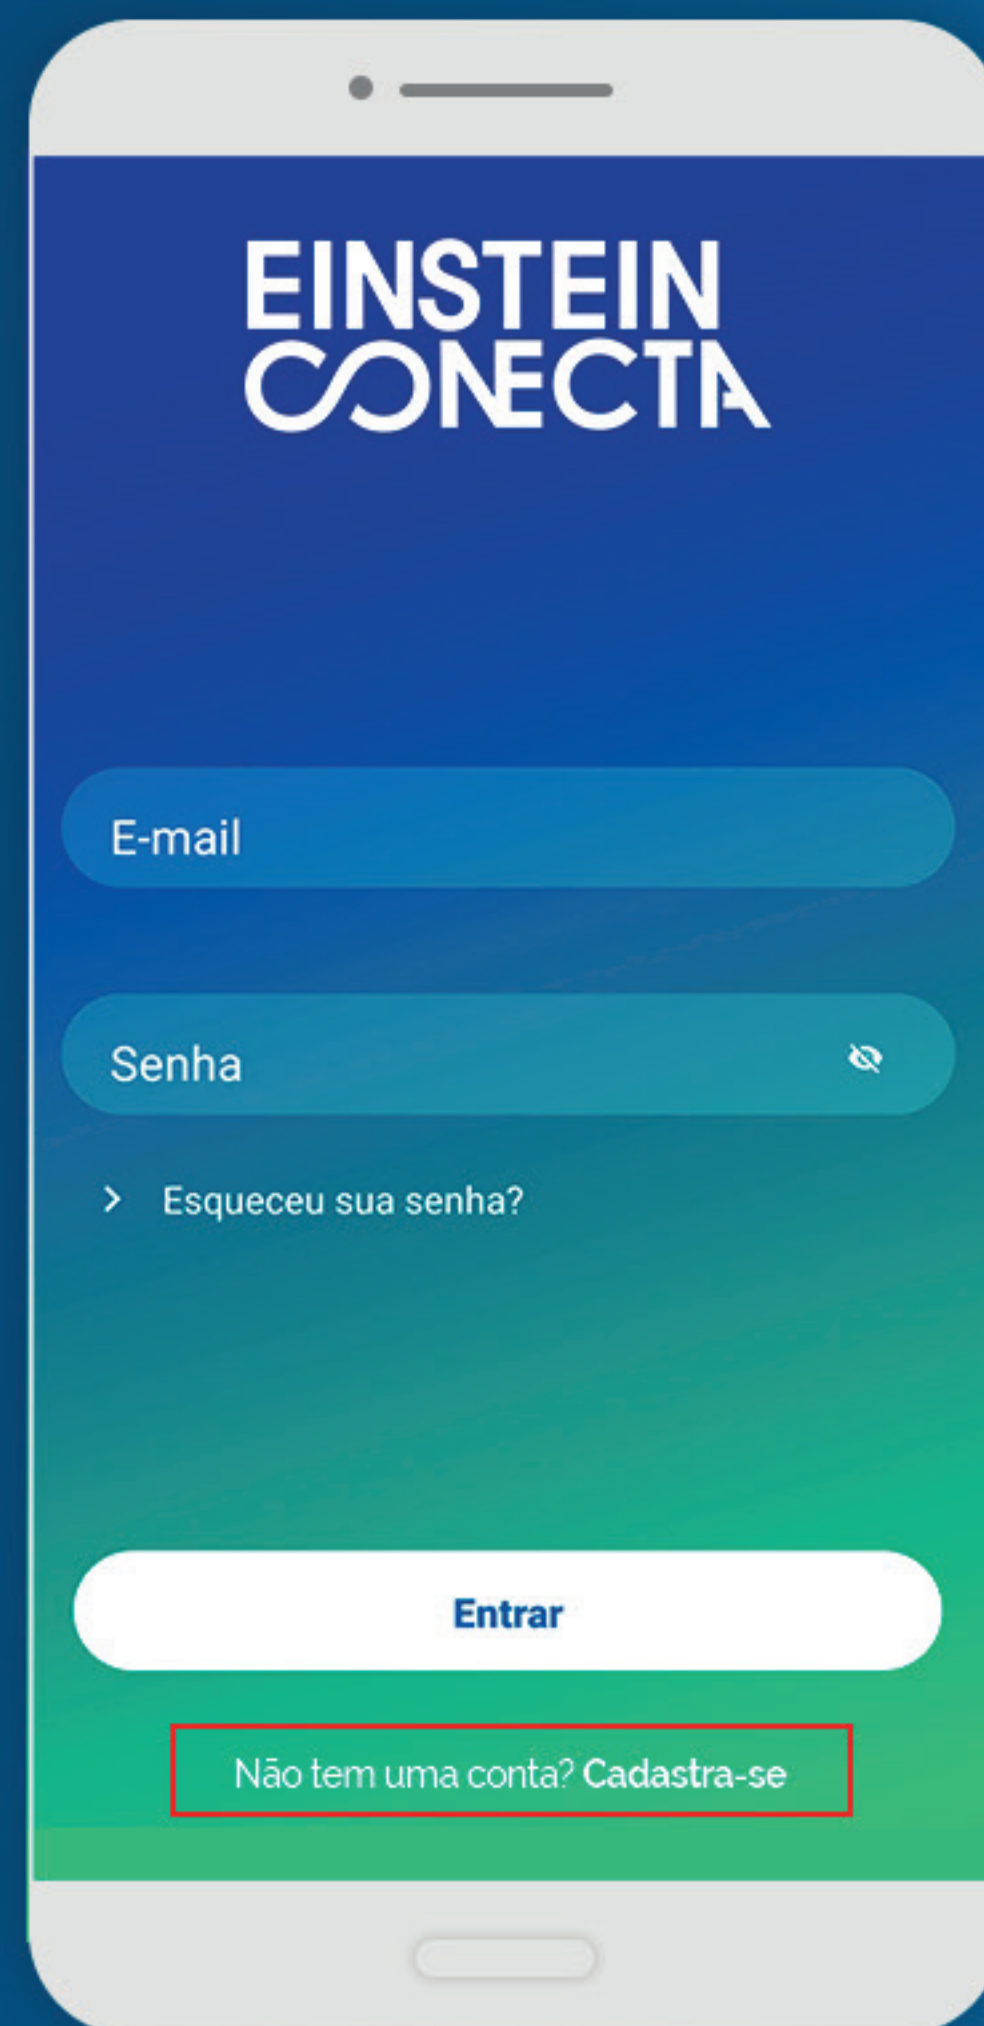 EINSTEIN
CONECTA
E-mail
Senha
Esqueceu sua senha?
Entrar
Não tem uma conta? Cadastra-se